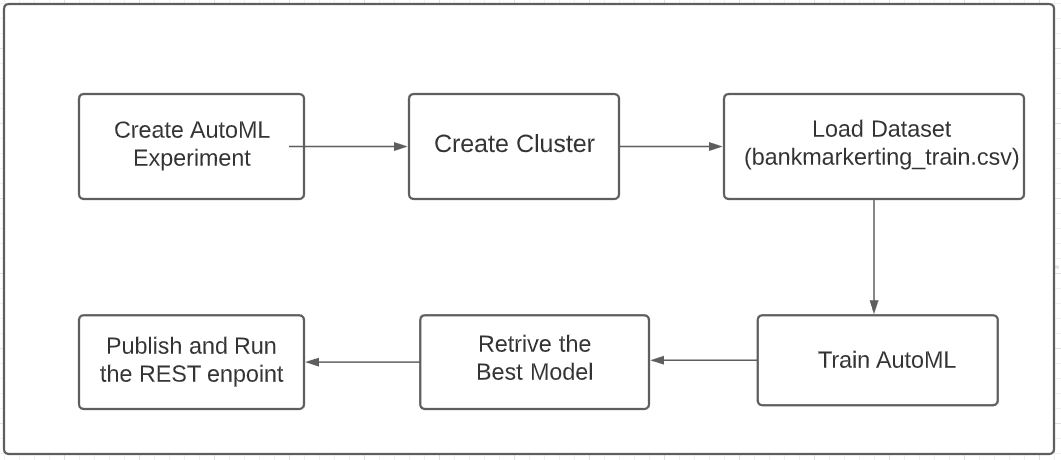 Create AutoML
Experiment
Create Cluster
Load Dataset
(bankmarkerting_train.csv)
Train AutoML
Retrive the
Best Model
Publish and Run
the REST enpoint